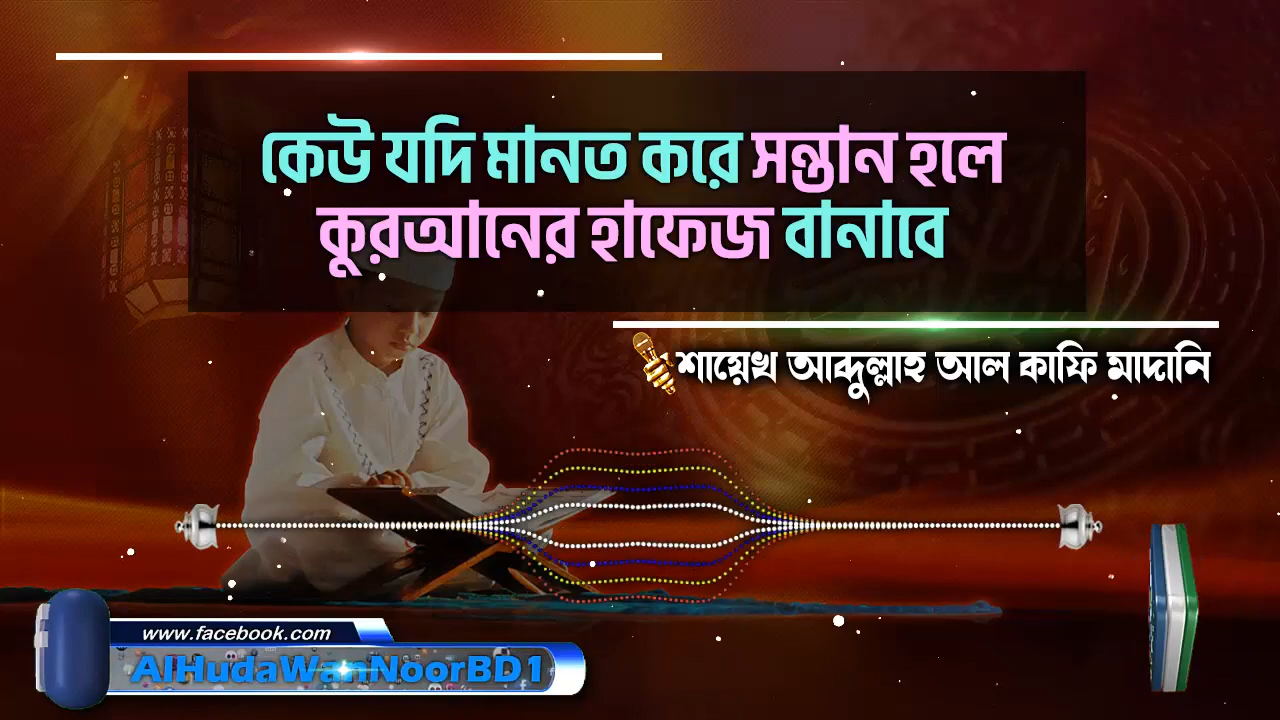 কেউ যদি মানত করে সন্তান হলে
কুরআনের হাফেজ বানাবে
শায়েখ আব্দুল্লাহ আল কাফি মাদানি
www.facebook.com
AlHudaWanNoorBD1